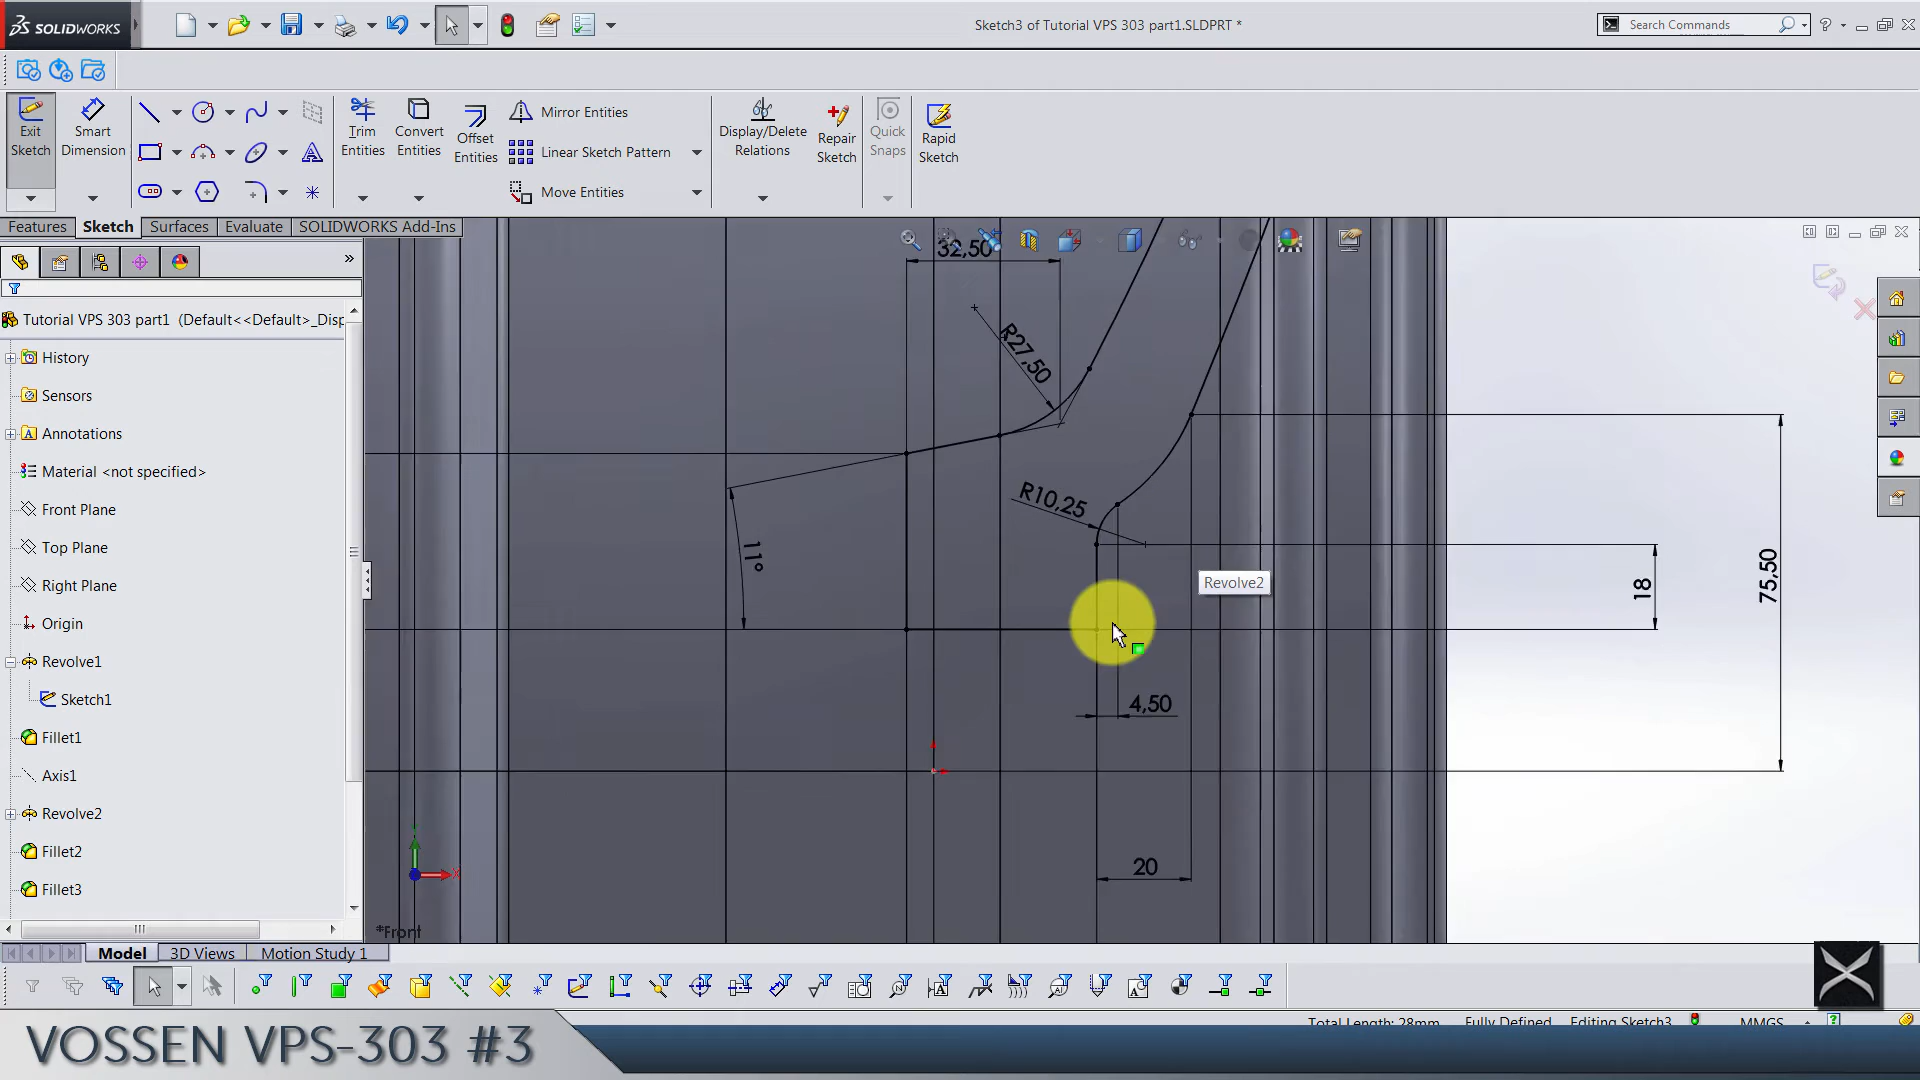 SOLIDWORKS
Sketch3 of Tutorial VPS 303 part1.SLDPRT *
Search Commands
Exit Sketch
Smart Dimension
Trim Entities
Convert Entities
Offset Entities
Mirror Entities
Linear Sketch Pattern
Move Entities
Display/Delete Relations
Repair Sketch
Quick Snaps
Rapid Sketch
Features
Sketch
Surfaces
Evaluate
SOLIDWORKS Add-Ins
Tutorial VPS 303 part1 (Default<<Default>_Disp
History
Sensors
Annotations
Material <not specified>
Front Plane
Top Plane
Right Plane
Origin
Revolve1
Sketch1
Fillet1
Axis1
Revolve2
Fillet2
Fillet3
32,50
R27,50
R10,25
11°
Revolve2
18
75,50
4,50
20
X
*Front
Model
3D Views
Motion Study 1
Total Length: 28mm
Fully Defined
Editing Sketch3
MMGS
VOSSEN VPS-303 #3